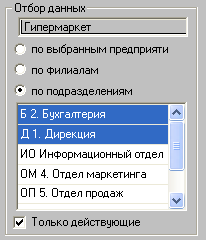 Отбор данных
Гипермаркет
по выбранным предприяти
по филиалам
по подразделениям
Б 2. Бухгалтерия
Д 1. Дирекция
ИО Информационный отдел
ОМ 4. Отдел маркетинга
ОП 5. Отдел продаж
Только действующие